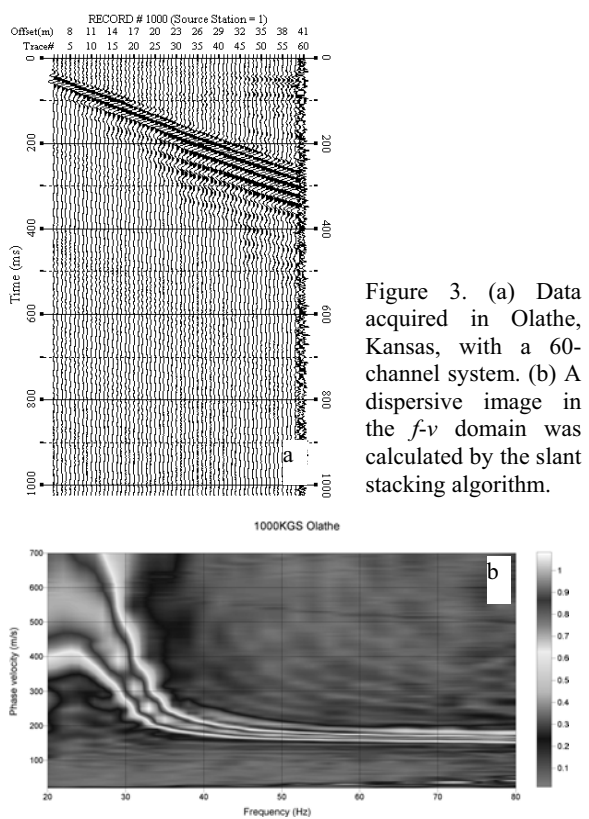 RECORD # 1000 (Source Station = 1)
Offset(m) 8 11 14 17 20 23 26 29 32 35 38 41
Trace# 5 10 15 20 25 30 35 40 45 50 55 60
0 0
200 200
400 400
600 600
800 800
1000 1000
Time (ms)
a
Figure 3. (a) Data
acquired in Olathe,
Kansas, with a 60-
channel system. (b) A
dispersive image in
the f-v domain was
calculated by the slant
stacking algorithm.
1000KGS Olathe
b
Phase velocity (m/s)
700
600
500
400
300
200
100
20 30 40 50 60 70 80
Frequency (Hz)
1
0.9
0.8
0.7
0.6
0.5
0.4
0.3
0.2
0.1